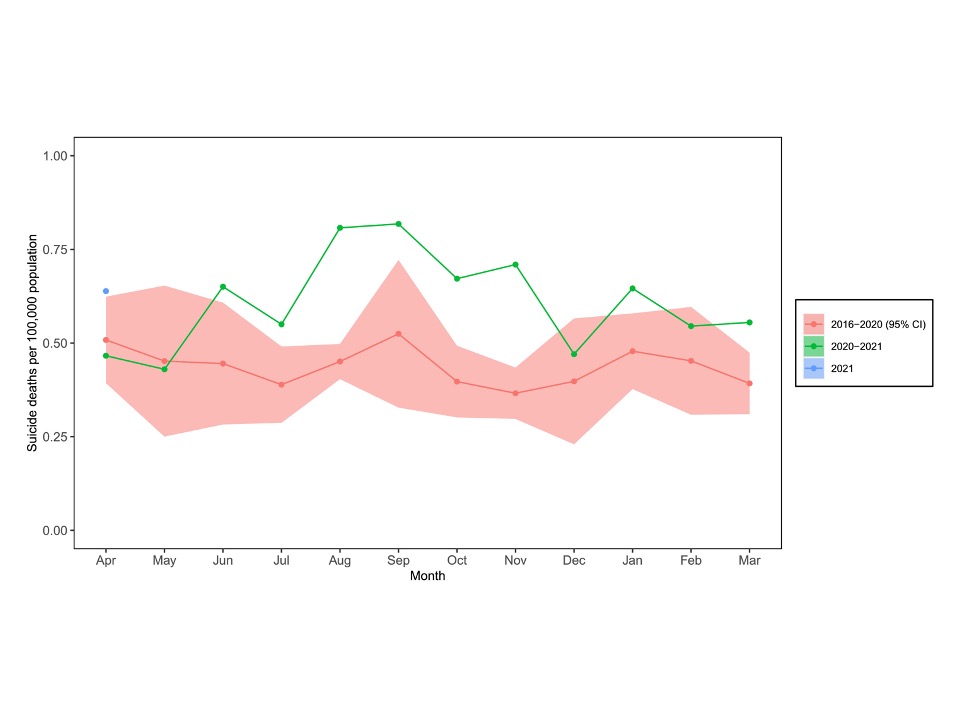 1.00
0.75
0.50
0.25
0.00
Suicide deaths per 100,000 population
Apr May Jun Jul Aug Sep Oct Nov Dec Jan Feb Mar
Month
2016−2020 (95% CI)
2020−2021
2021